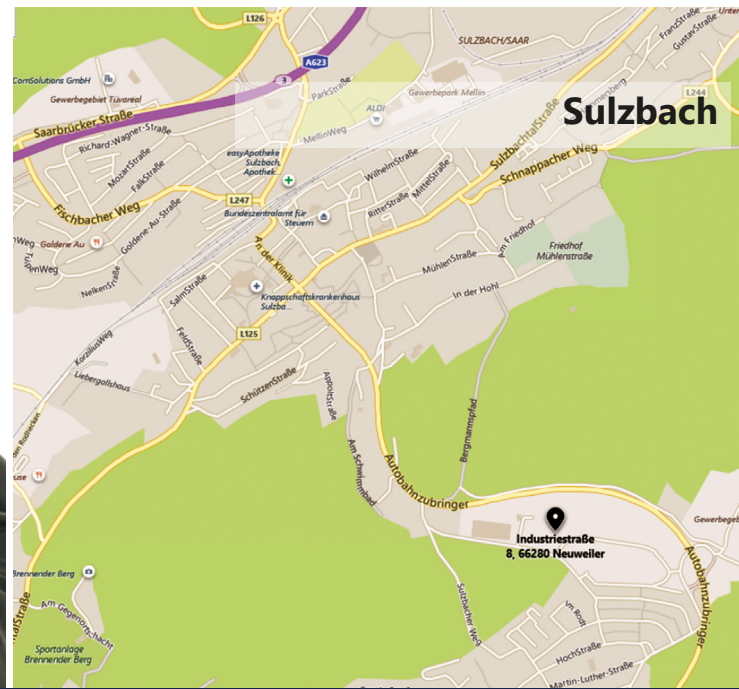 L126
SULZBACH/SAAR
FranzStraße
GustavStraße
A623
3
ComSolutions GmbH
Gewerbegebiet Tüvareal
ParkStraße
Gewerbepark Mellin
ALDI
L244
Sulzbach
Saarbrücker Straße
MellinWeg
SulzbachtalStraße
Richard-Wagner-Straße
MozartStraße
FalkStraße
easyApotheke
Sulzbach,
Apothek...
WilhelmStraße
MittelStraße
Schnappacher Weg
L247
Fischbacher Weg
Goldene-Au-Straße
RitterStraße
Bundeszentralamt für
Steuern
Goldene Au
Am Friedhof
Friedhof
Mühlenstraße
An der Klinik
MühlenStraße
NelkenStraße
SalmStraße
Knappschaftskrankenhaus
Sulzba...
In der Hohl
L125
FeldStraße
KorziliusWeg
Liebergallshaus
SchützenStraße
AppoltStraße
Bergmannspfad
Am Schwimmbad
Autobahnzubringer
Industriestraße
8, 66280 Neuweiler
Autobahnzubringer
Brennender Berg
Am Gegenortschacht
Sulzbacher Weg
Im Rodt
HochStraße
Martin-Luther-Straße
Sportanlage
Brennender Berg